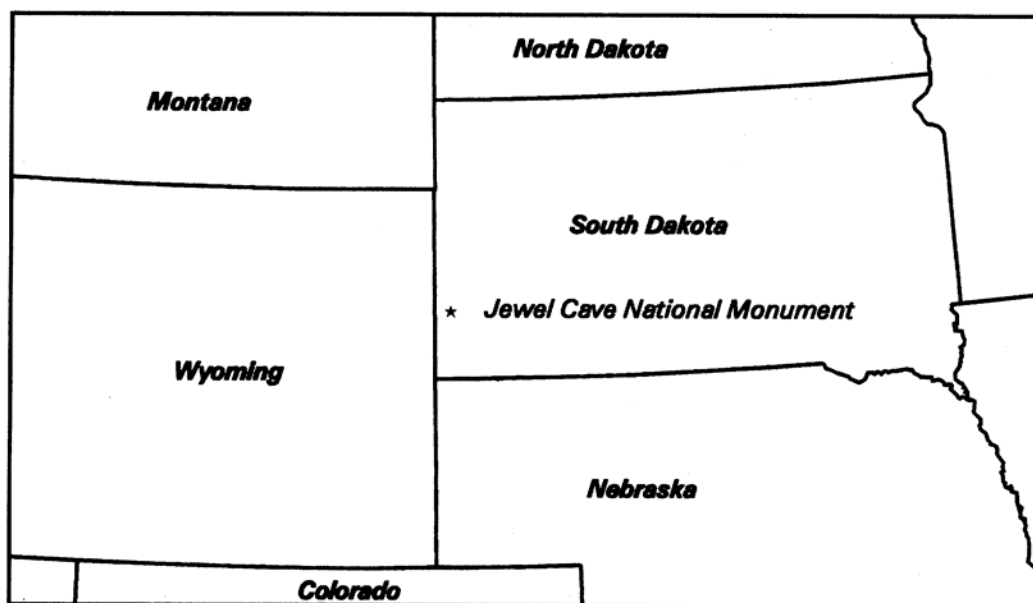 North Dakota
Montana
South Dakota
Jewel Cave National Monument
Wyoming
Nebraska
Colorado